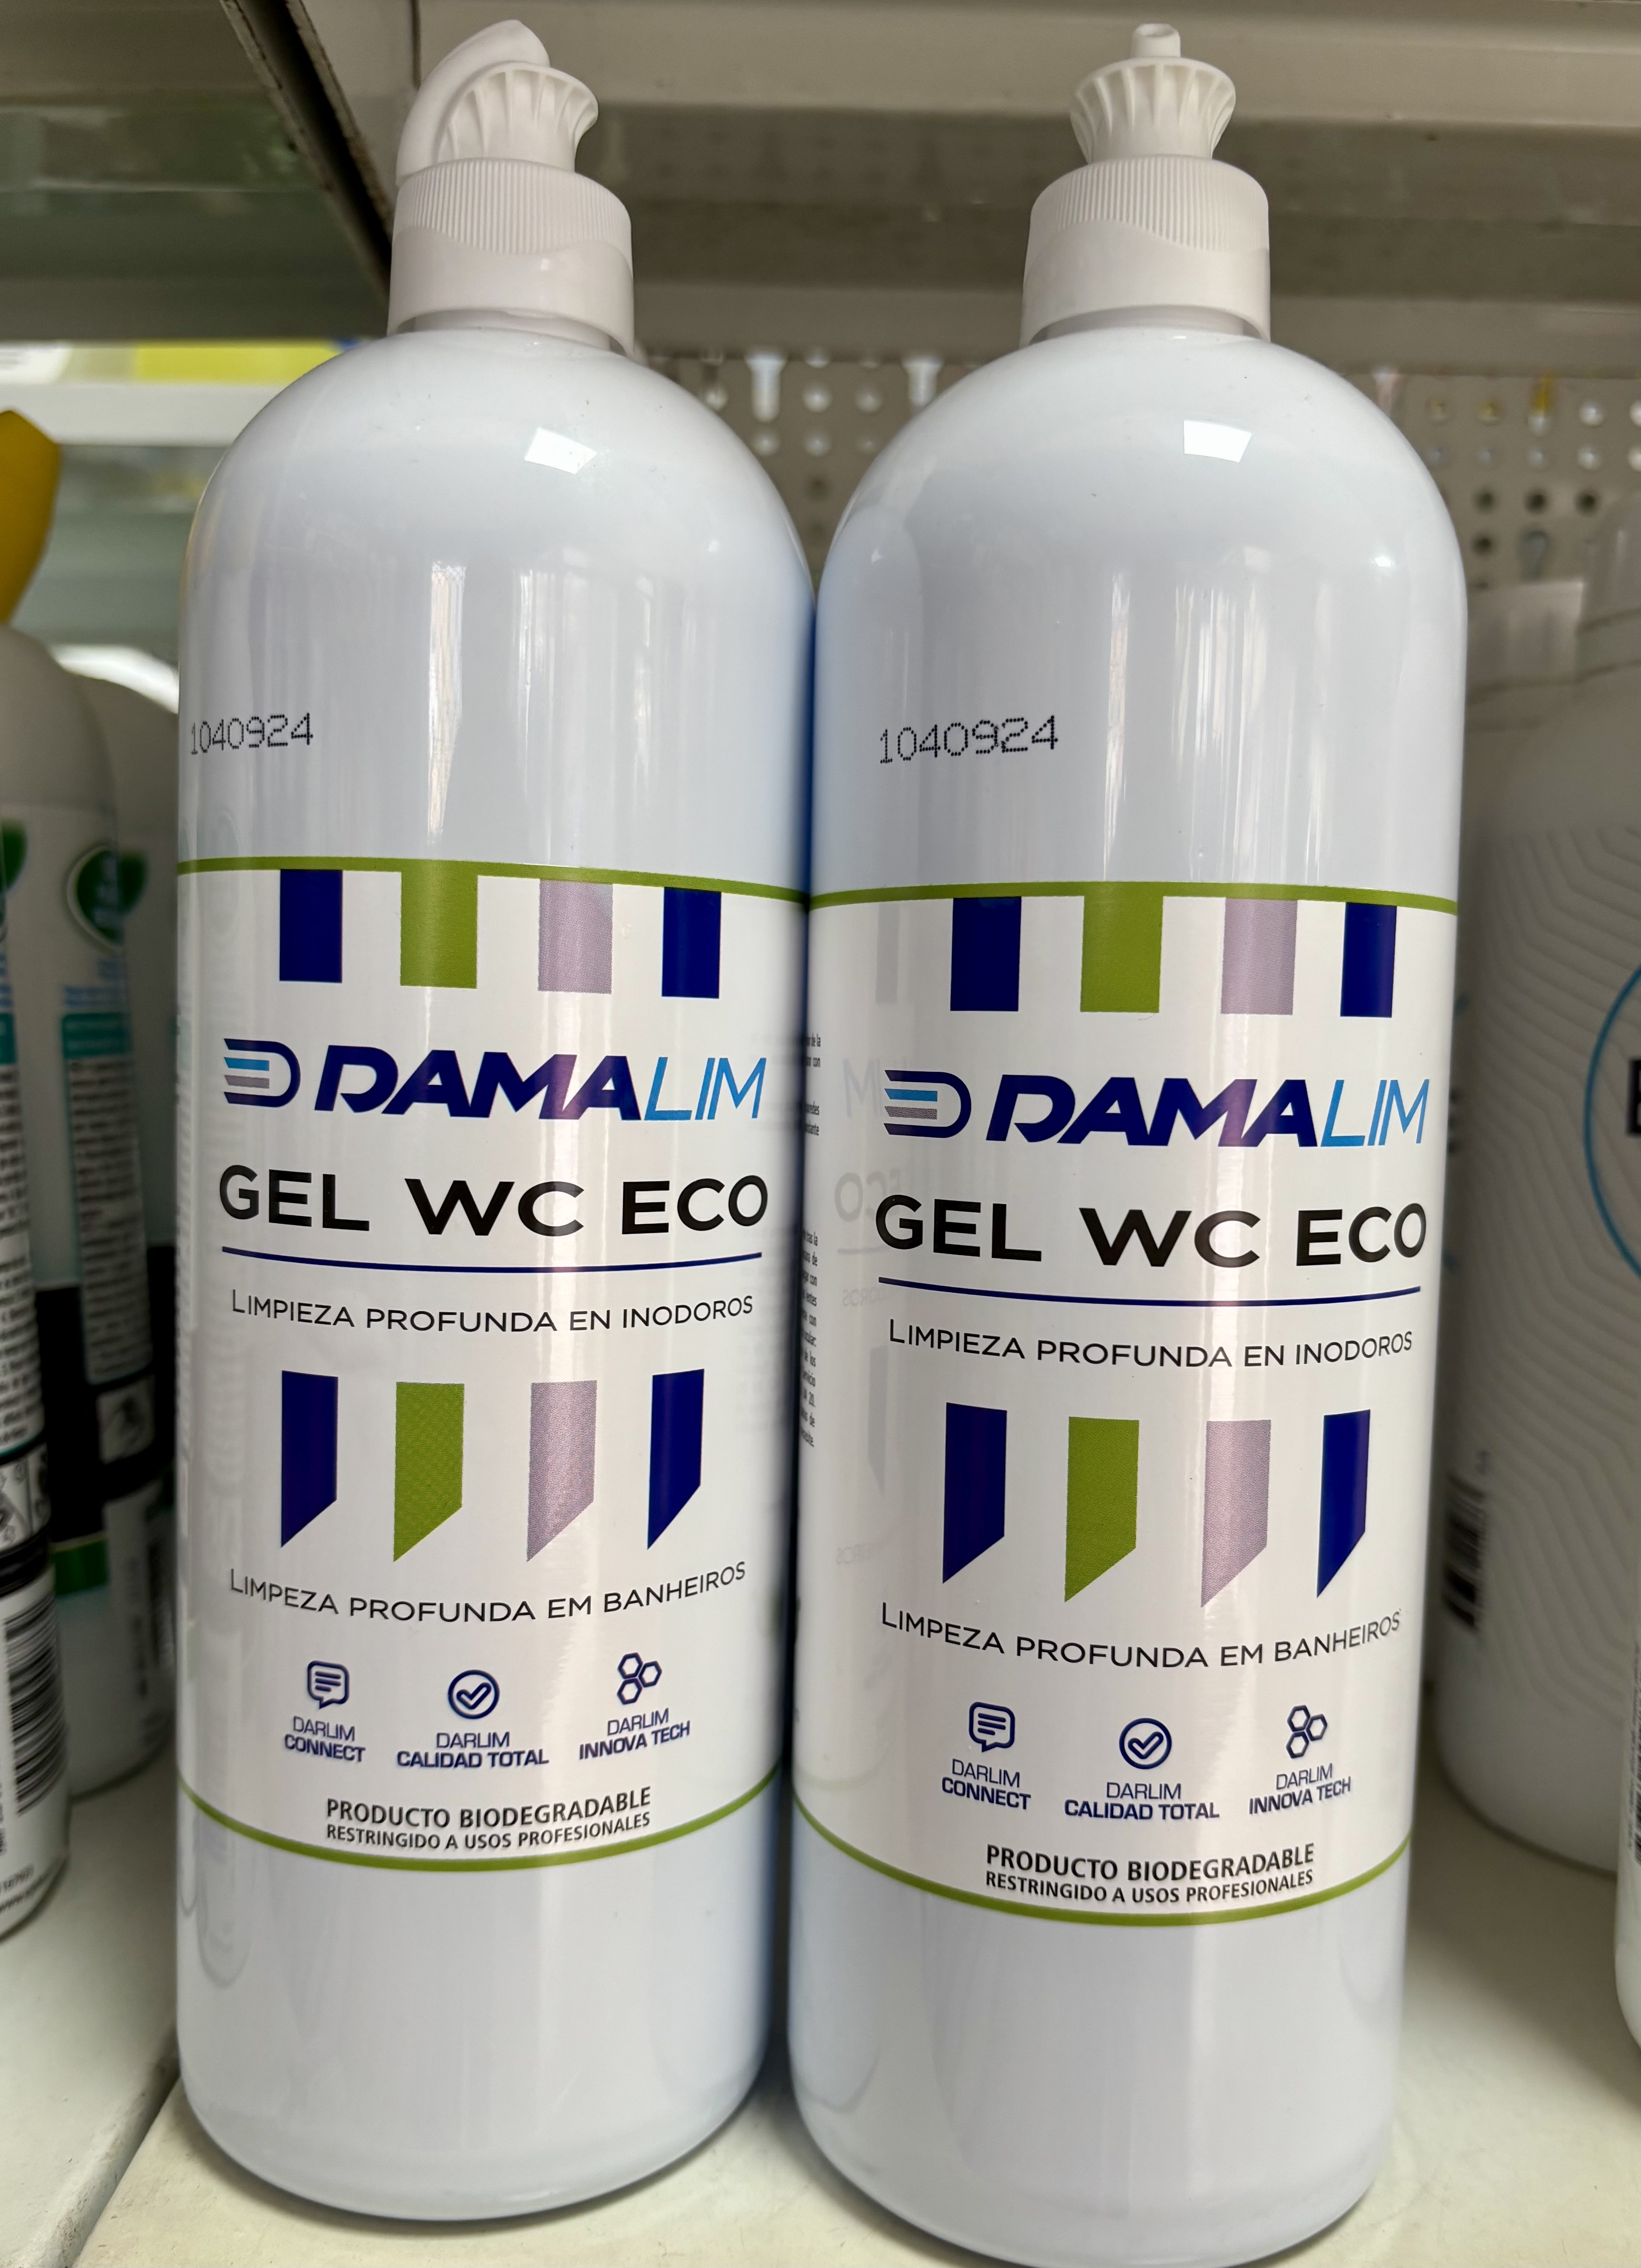 1040924
DAMALIM
GEL WC ECO
LIMPIEZA PROFUNDA EN INODOROS
LIMPEZA PROFUNDA EM BANHEIROS
DARLIM
CONNECT
DARLIM
CALIDAD TOTAL
DARLIM
INNOVA TECH
PRODUCTO BIODEGRADABLE
RESTRINGIDO A USOS PROFESIONALES
1040924
DAMALIM
GEL WC ECO
LIMPIEZA PROFUNDA EN INODOROS
LIMPEZA PROFUNDA EM BANHEIROS
DARLIM
CONNECT
DARLIM
CALIDAD TOTAL
DARLIM
INNOVA TECH
PRODUCTO BIODEGRADABLE
RESTRINGIDO A USOS PROFESIONALES